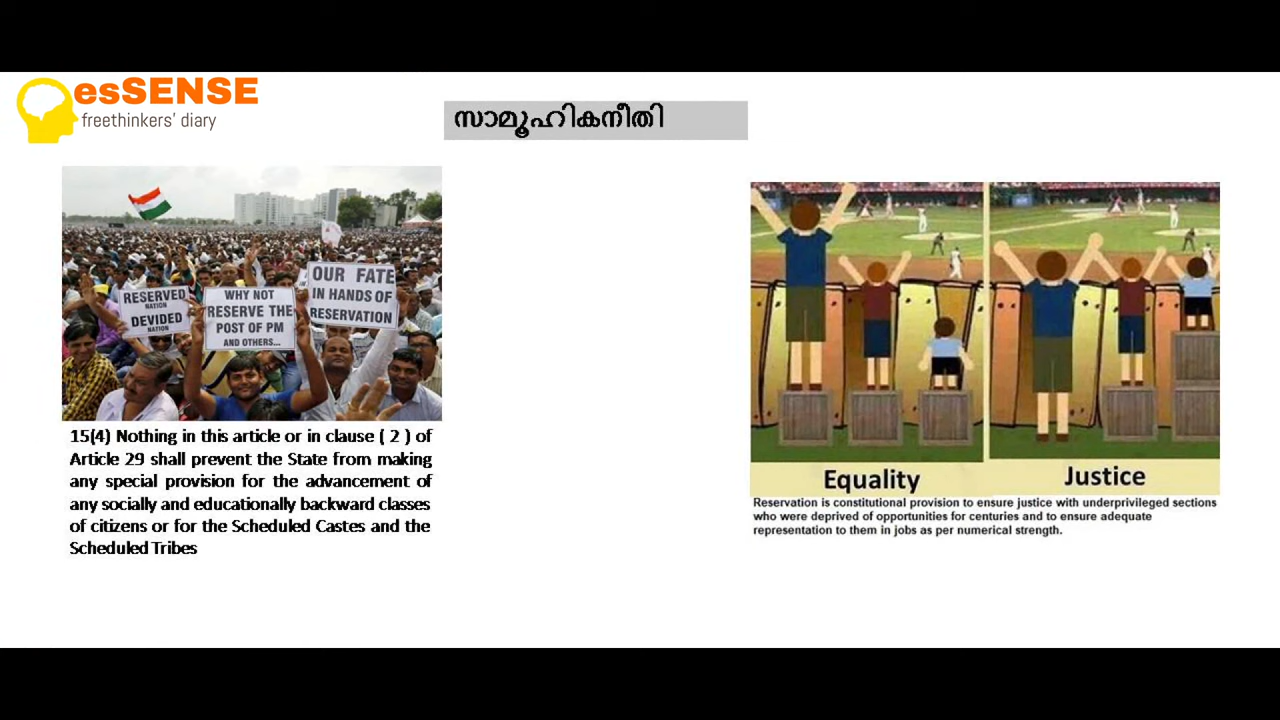 esSENSE
freethinkers' diary
സാമൂഹികനീതി
RESERVED
NATION
DEVIDED
NATION
WHY NOT
RESERVE THE
POST OF PM
AND OTHERS...
OUR FATE
IN HANDS OF
RESERVATION
15(4) Nothing in this article or in clause ( 2 ) of
Article 29 shall prevent the State from making
any special provision for the advancement of
any socially and educationally backward classes
of citizens or for the Scheduled Castes and the
Scheduled Tribes
Equality
Justice
Reservation is constitutional provision to ensure justice with underprivileged sections
who were deprived of opportunities for centuries and to ensure adequate
representation to them in jobs as per numerical strength.